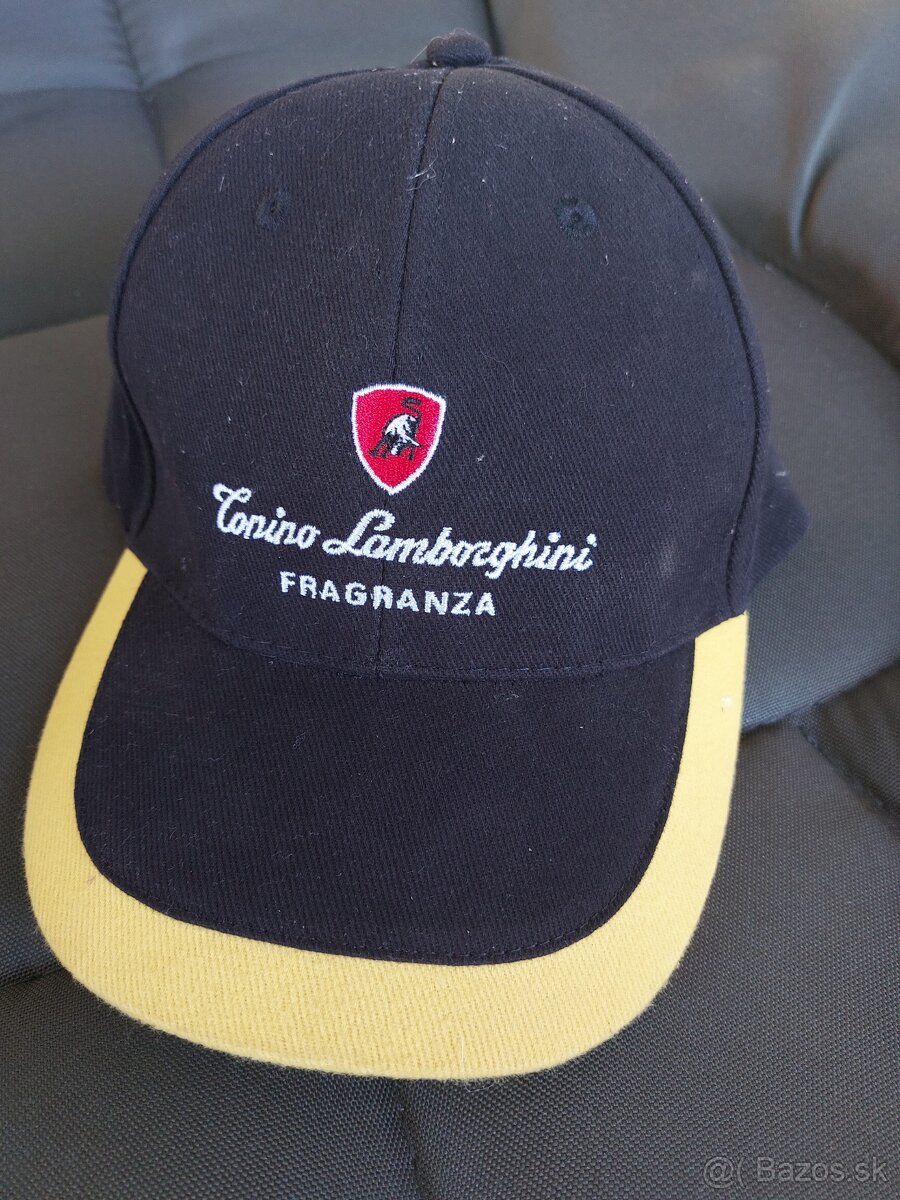 Tonino Lamborghini
FRAGRANZA
@( Bazos.sk